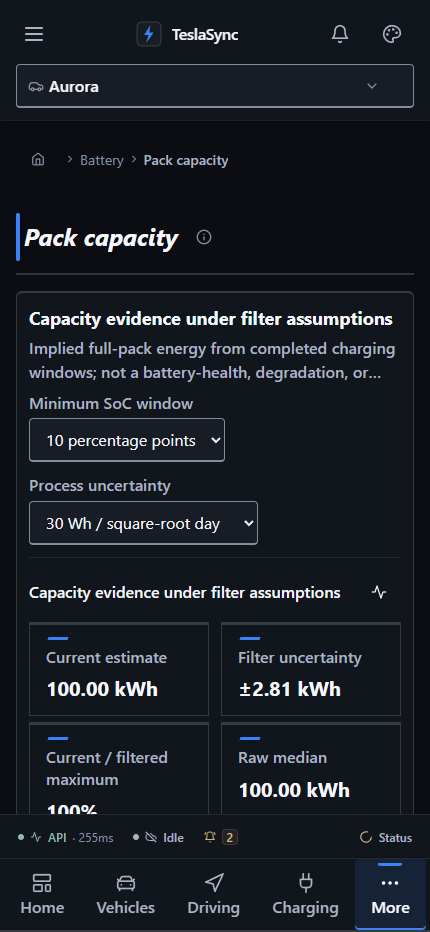 TeslaSync
Aurora
Battery
Pack capacity
Pack capacity
Capacity evidence under filter assumptions
Implied full-pack energy from completed charging
windows; not a battery-health, degradation, or...
Minimum SoC window
10 percentage points
Process uncertainty
30 Wh / square-root day
Capacity evidence under filter assumptions
Current estimate
100.00 kWh
Filter uncertainty
±2.81 kWh
Current / filtered
maximum
100%
Raw median
100.00 kWh
API · 255ms
Idle
2
Status
Home
Vehicles
Driving
Charging
More